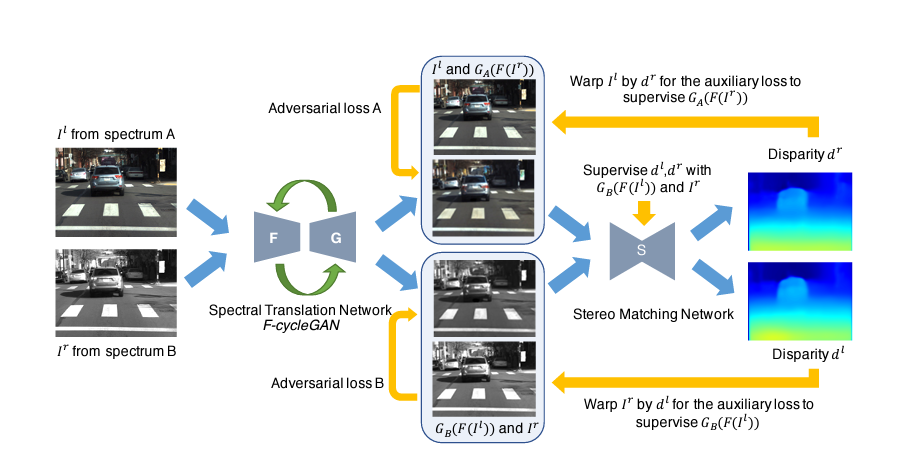 I^l and G_A(F(I^r))
Adversarial loss A
Warp I^l by d^r for the auxiliary loss to
supervise G_A(F(I^r))
I^l from spectrum A
Disparity d^r
Supervise d^l,d^r with
G_B(F(I^l)) and I^r
F
G
S
Spectral Translation Network
F-cycleGAN
Stereo Matching Network
I^r from spectrum B
Disparity d^l
Adversarial loss B
Warp I^r by d^l for the auxiliary loss to
supervise G_B(F(I^l))
G_B(F(I^l)) and I^r